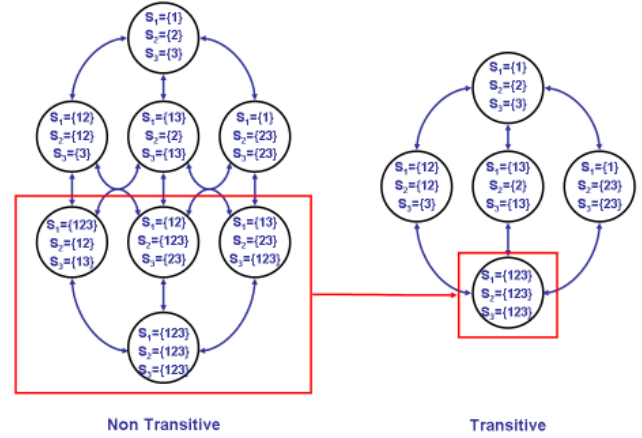 S1={1}
S2={2}
S3={3}
S1={12}
S2={12}
S3={3}
S1={13}
S2={2}
S3={13}
S1={1}
S2={23}
S3={23}
S1={123}
S2={12}
S3={13}
S1={12}
S2={123}
S3={23}
S1={13}
S2={23}
S3={123}
S1={123}
S2={123}
S3={123}
Non Transitive
S1={1}
S2={2}
S3={3}
S1={12}
S2={12}
S3={3}
S1={13}
S2={2}
S3={13}
S1={1}
S2={23}
S3={23}
S1={123}
S2={123}
S3={123}
Transitive